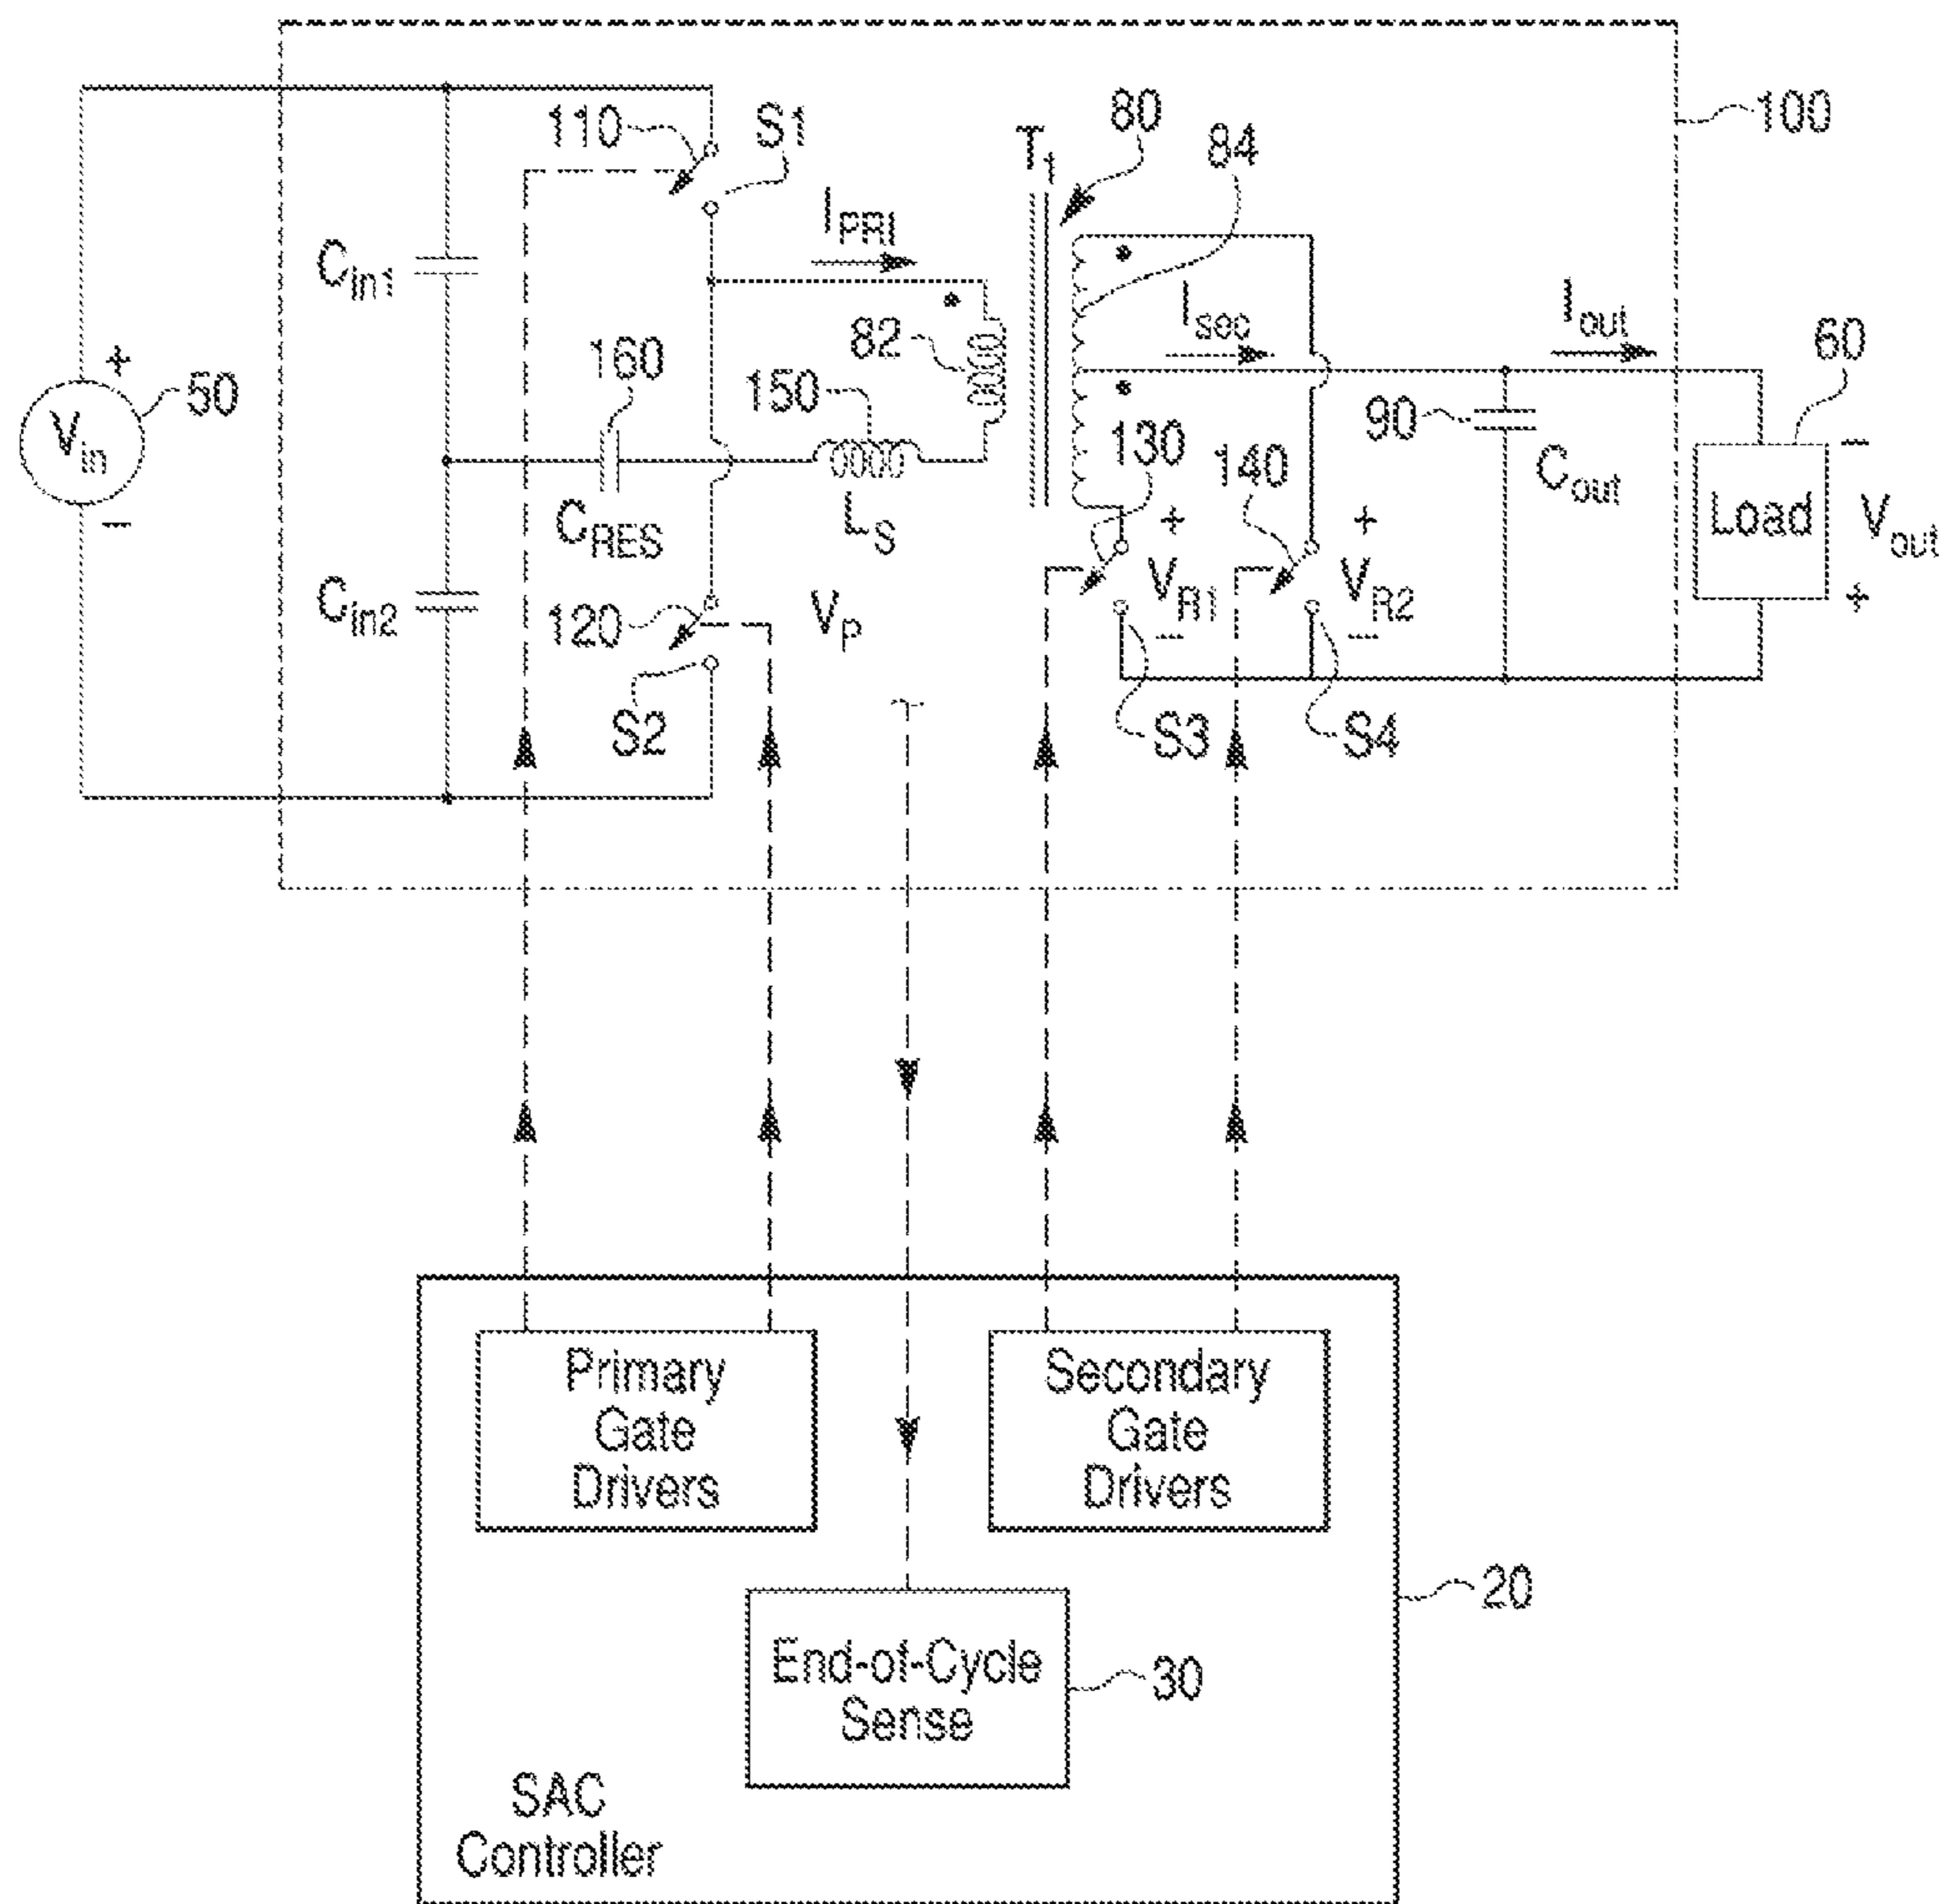 100
110
S1
T1
80
84
IPRI
Cin1
82
Isec
Iout
60
+
50
Vin
−
160
150
130
140
90
Cout
Load
−
Vout
+
CRES
LS
+
VR1
−
+
VR2
−
Cin2
120
VP
S2
S3
S4
Primary
Gate
Drivers
Secondary
Gate
Drivers
20
End-of-Cycle
Sense
30
SAC
Controller